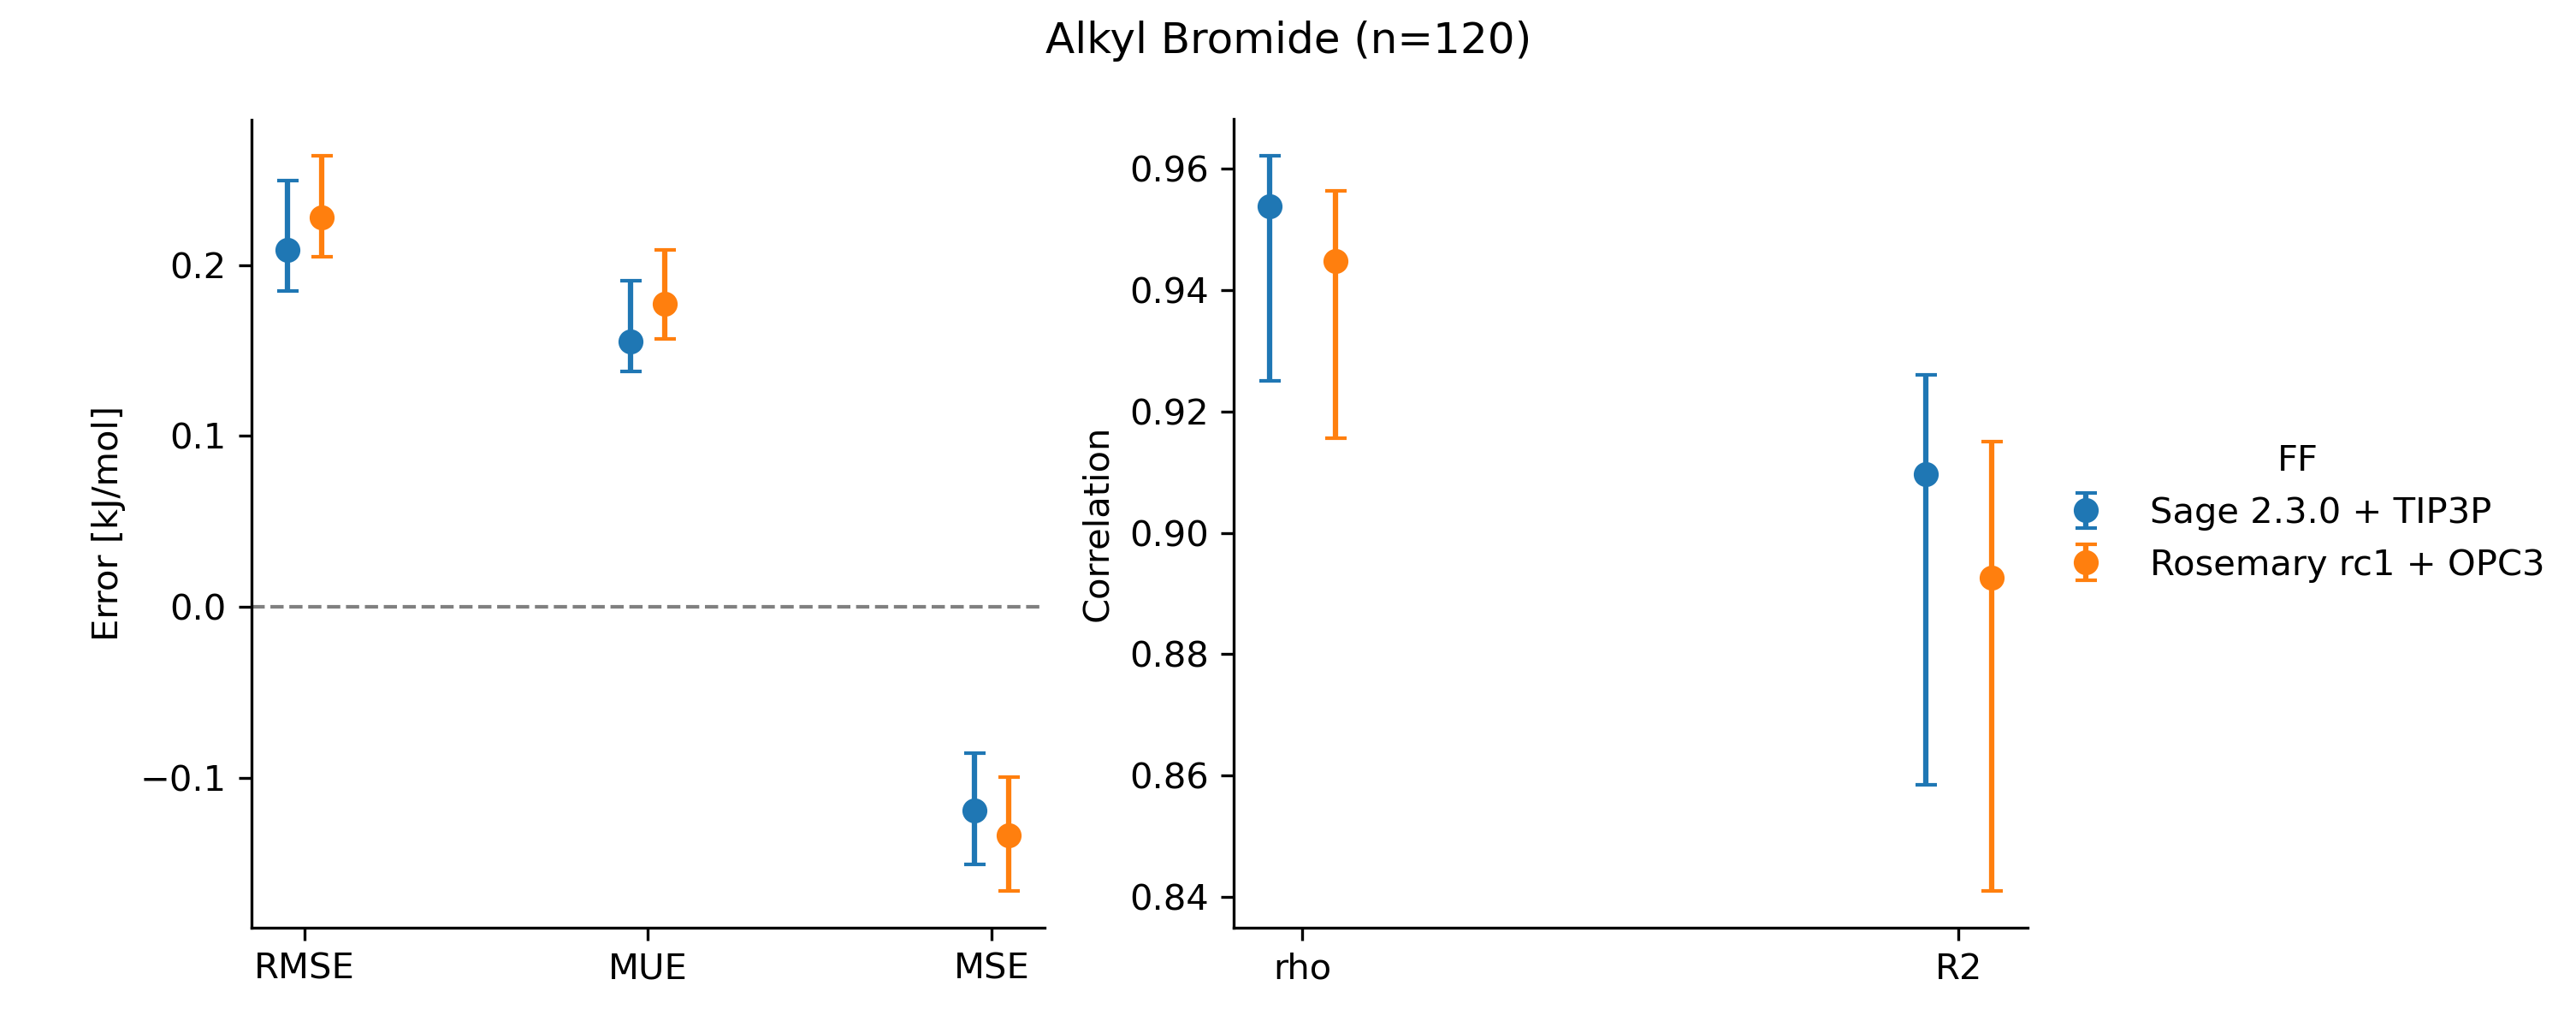 Alkyl Bromide (n=120)
Error [kJ/mol]
0.2
0.1
0.0
−0.1
RMSE
MUE
MSE
Correlation
0.96
0.94
0.92
0.90
0.88
0.86
0.84
rho
R2
FF
Sage 2.3.0 + TIP3P
Rosemary rc1 + OPC3